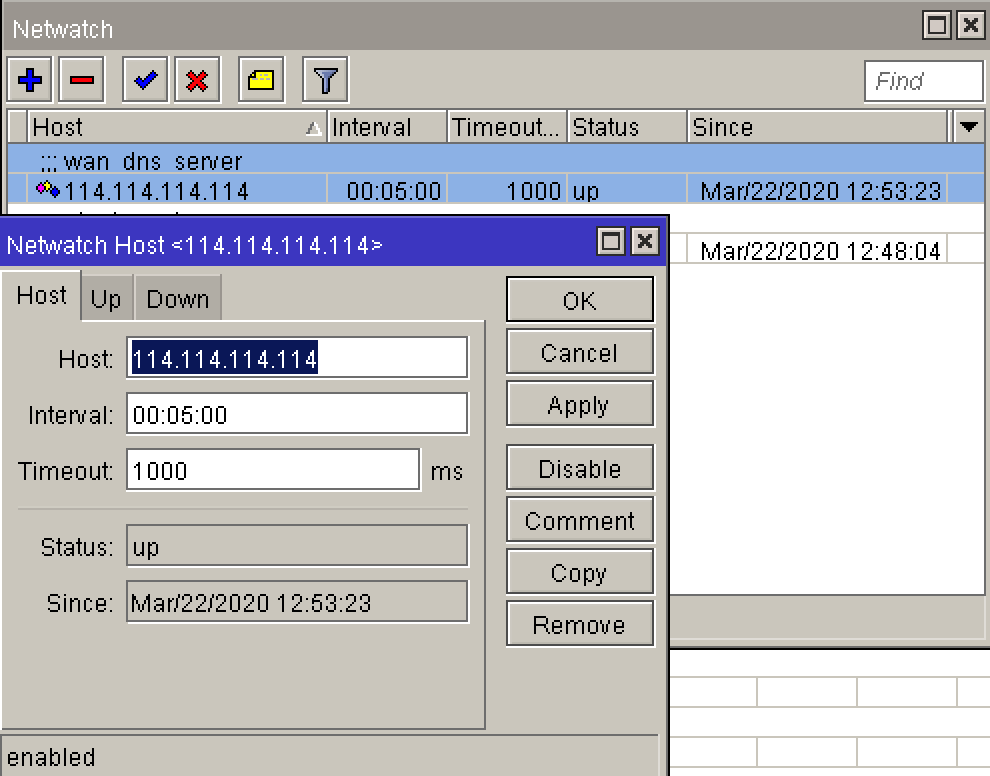 Netwatch
Find
Host Interval Timeout... Status Since
;;; wan dns server
114.114.114.114 00:05:00 1000 up Mar/22/2020 12:53:23
Mar/22/2020 12:48:04
Netwatch Host <114.114.114.114>
Host Up Down
Host: 114.114.114.114
Interval: 00:05:00
Timeout: 1000 ms
Status: up
Since: Mar/22/2020 12:53:23
OK
Cancel
Apply
Disable
Comment
Copy
Remove
enabled